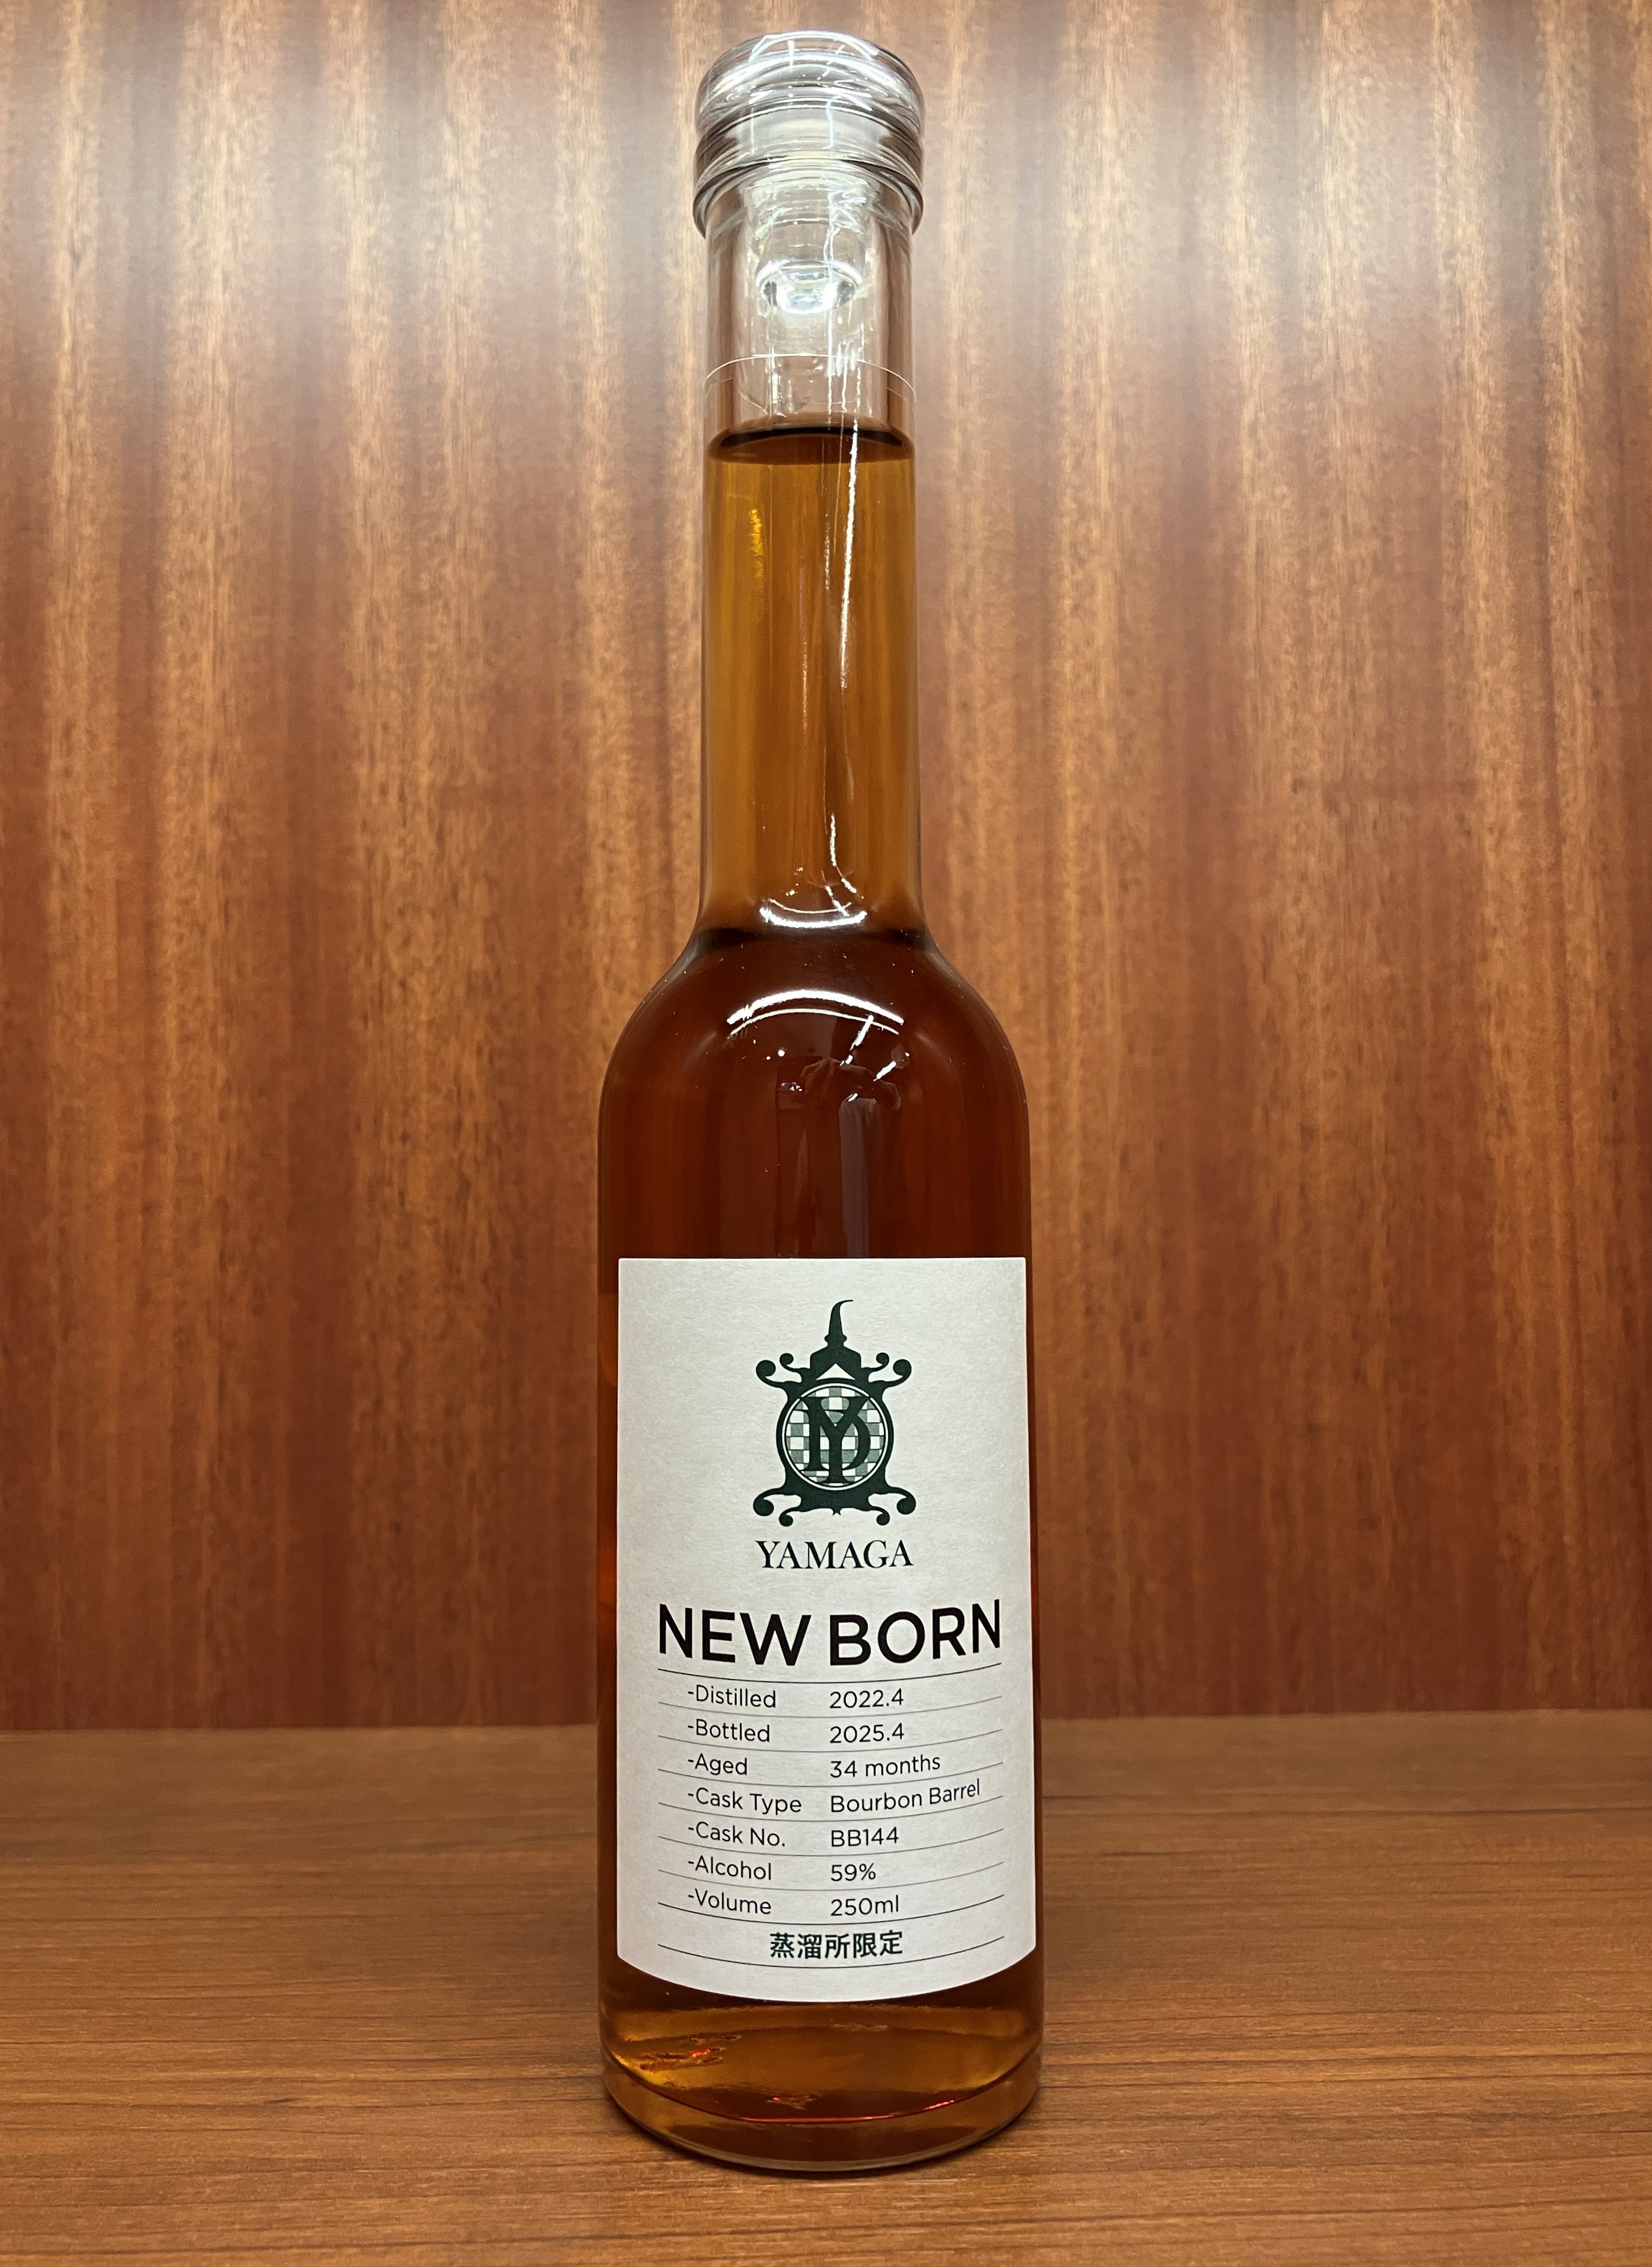 YD
YAMAGA
NEW BORN
-Distilled 2022.4
-Bottled 2025.4
-Aged 34 months
-Cask Type Bourbon Barrel
-Cask No. BB144
-Alcohol 59%
-Volume 250ml
蒸溜所限定